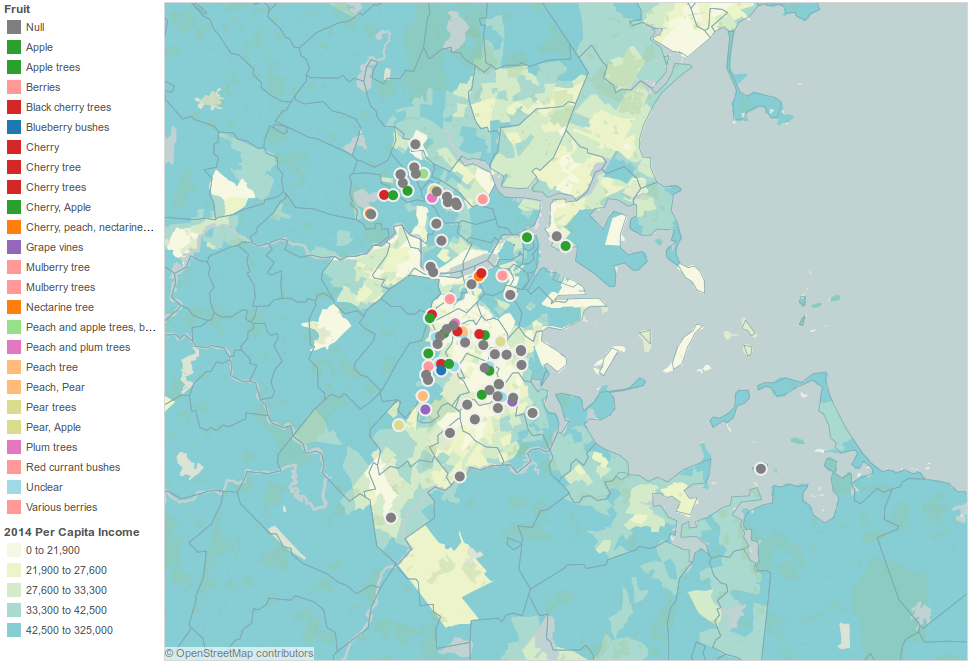 Fruit
Null
Apple
Apple trees
Berries
Black cherry trees
Blueberry bushes
Cherry
Cherry tree
Cherry trees
Cherry, Apple
Cherry, peach, nectarine...
Grape vines
Mulberry tree
Mulberry trees
Nectarine tree
Peach and apple trees, b...
Peach and plum trees
Peach tree
Peach, Pear
Pear trees
Pear, Apple
Plum trees
Red currant bushes
Unclear
Various berries
2014 Per Capita Income
0 to 21,900
21,900 to 27,600
27,600 to 33,300
33,300 to 42,500
42,500 to 325,000
© OpenStreetMap contributors